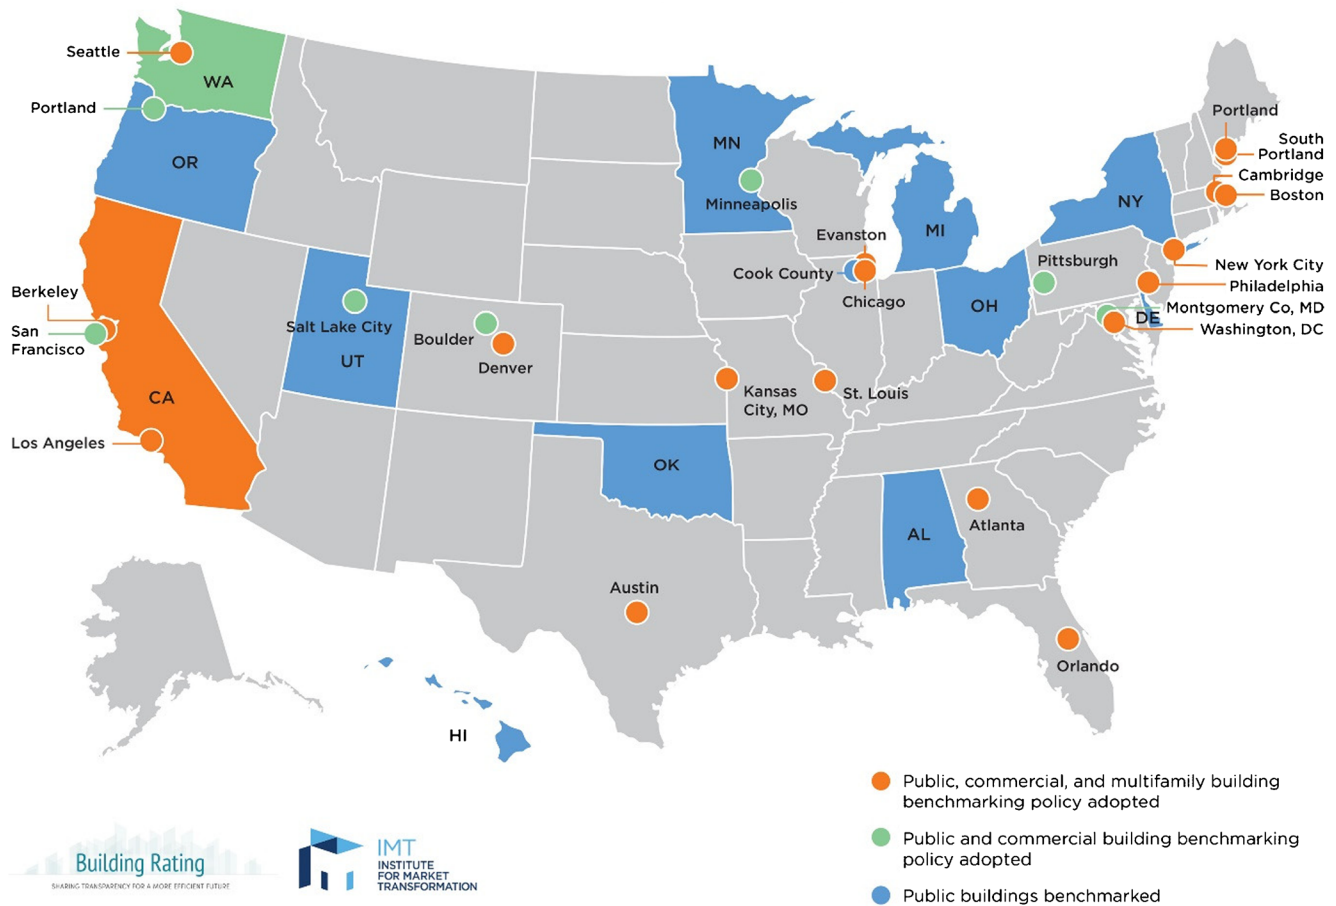 Seattle
WA
Portland
OR
MN
Minneapolis
Portland
South
Portland
Cambridge
Boston
NY
MI
Evanston
Cook County
Chicago
OH
Pittsburgh
New York City
Philadelphia
Montgomery Co, MD
DE
Washington, DC
Berkeley
San
Francisco
Salt Lake City
UT
Boulder
Denver
CA
Los Angeles
Kansas
City, MO
St. Louis
OK
AL
Atlanta
Austin
Orlando
HI
Public, commercial, and multifamily building
benchmarking policy adopted
Public and commercial building benchmarking
policy adopted
Public buildings benchmarked
Building Rating
SHARING TRANSPARENCY FOR A MORE EFFICIENT FUTURE
IMT
INSTITUTE
FOR MARKET
TRANSFORMATION